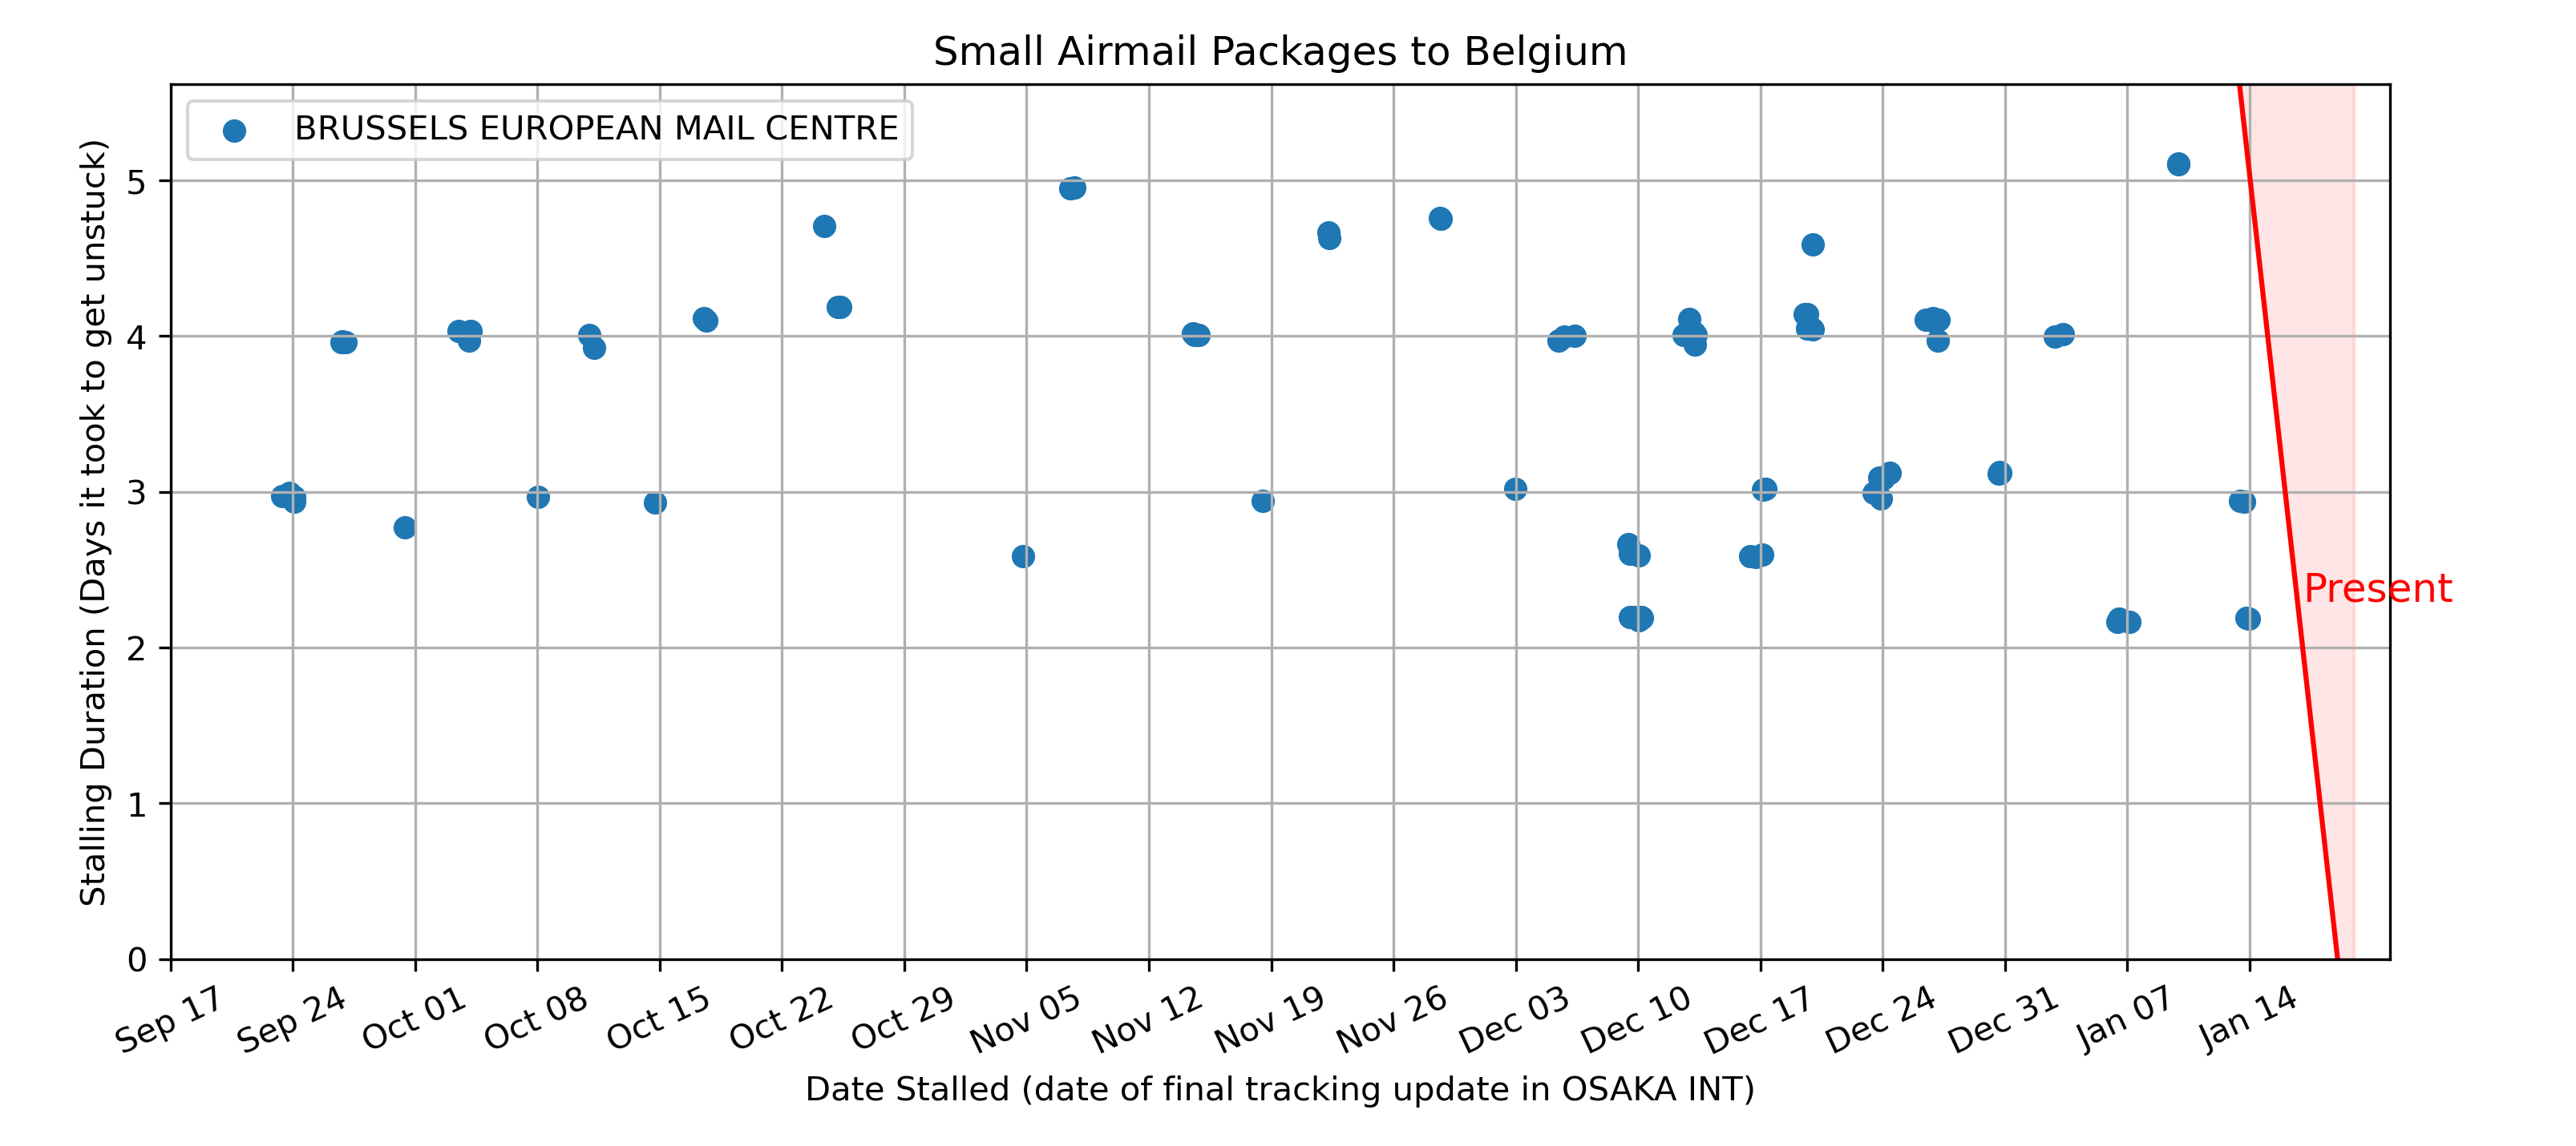 Small Airmail Packages to Belgium
BRUSSELS EUROPEAN MAIL CENTRE
Stalling Duration (Days it took to get unstuck)
5
4
3
2
1
0
Present
Sep 17
Sep 24
Oct 01
Oct 08
Oct 15
Oct 22
Oct 29
Nov 05
Nov 12
Nov 19
Nov 26
Dec 03
Dec 10
Dec 17
Dec 24
Dec 31
Jan 07
Jan 14
Date Stalled (date of final tracking update in OSAKA INT)